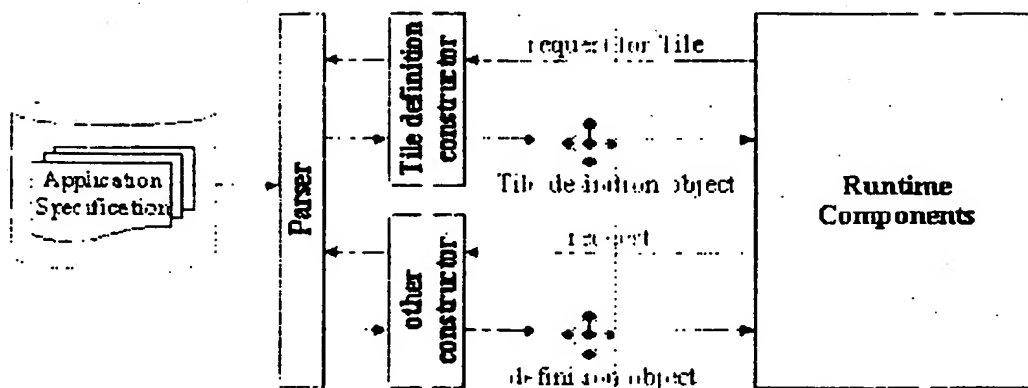 Application
Specification
Parser
Tile definition
constructor
other
constructor
request for Tile
Tile definition object
request
definition object
Runtime
Components